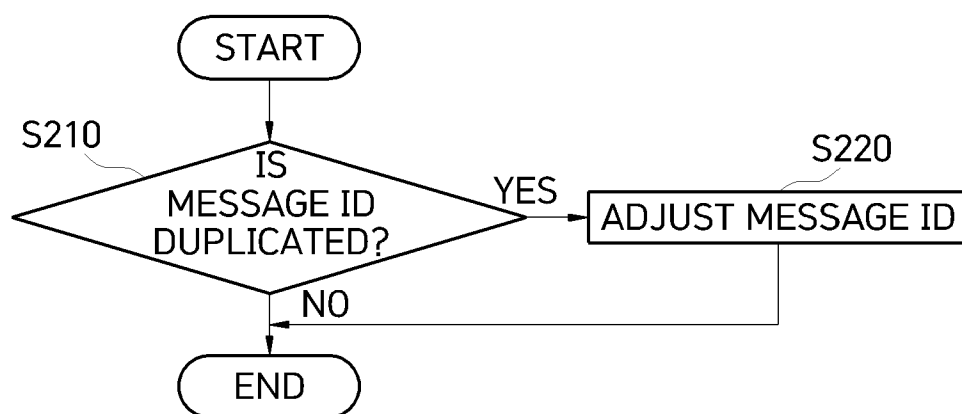 START
S210
IS
MESSAGE ID
DUPLICATED?
YES
S220
ADJUST MESSAGE ID
NO
END